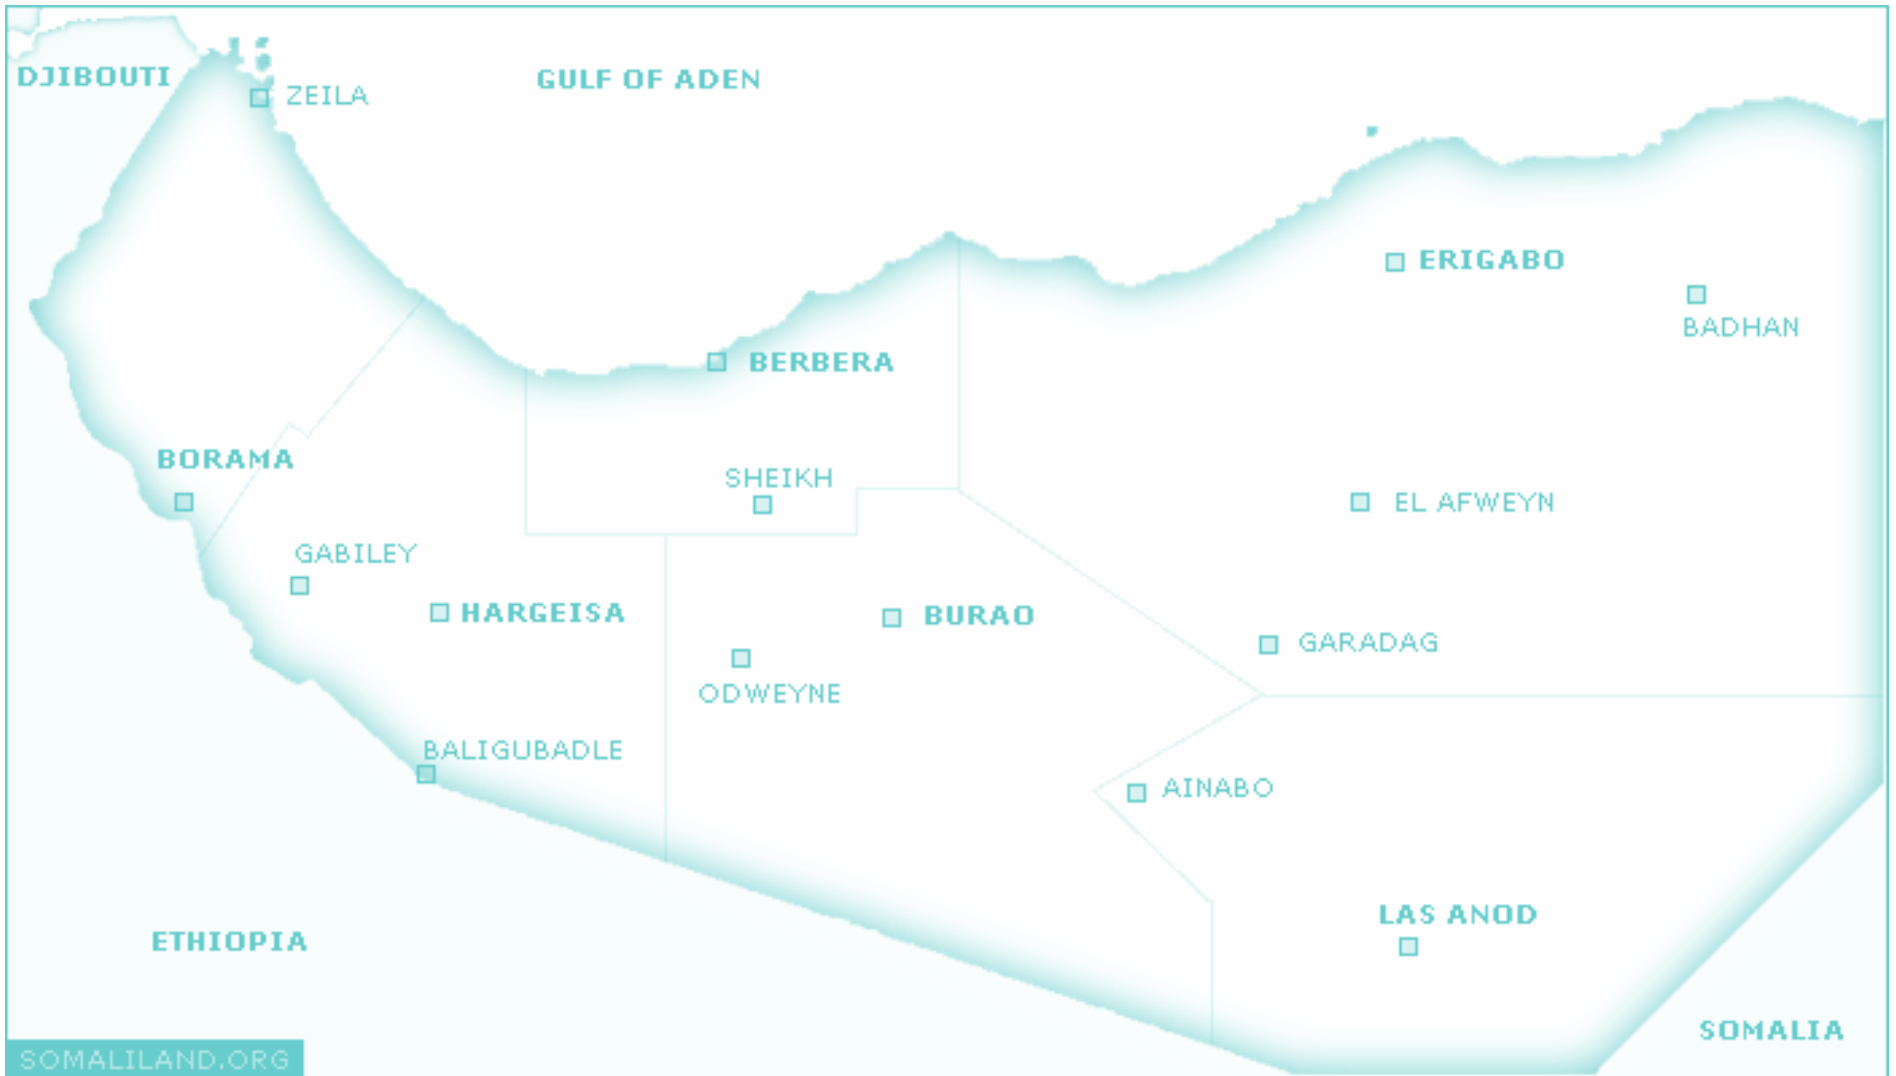 DJIBOUTI
GULF OF ADEN
ZEILA
ERIGABO
BADHAN
BERBERA
BORAMA
SHEIKH
EL AFWEYN
GABILEY
HARGEISA
BURAO
GARADAG
ODWEYNE
BALIGUBADLE
AINABO
LAS ANOD
ETHIOPIA
SOMALIA
SOMALILAND.ORG